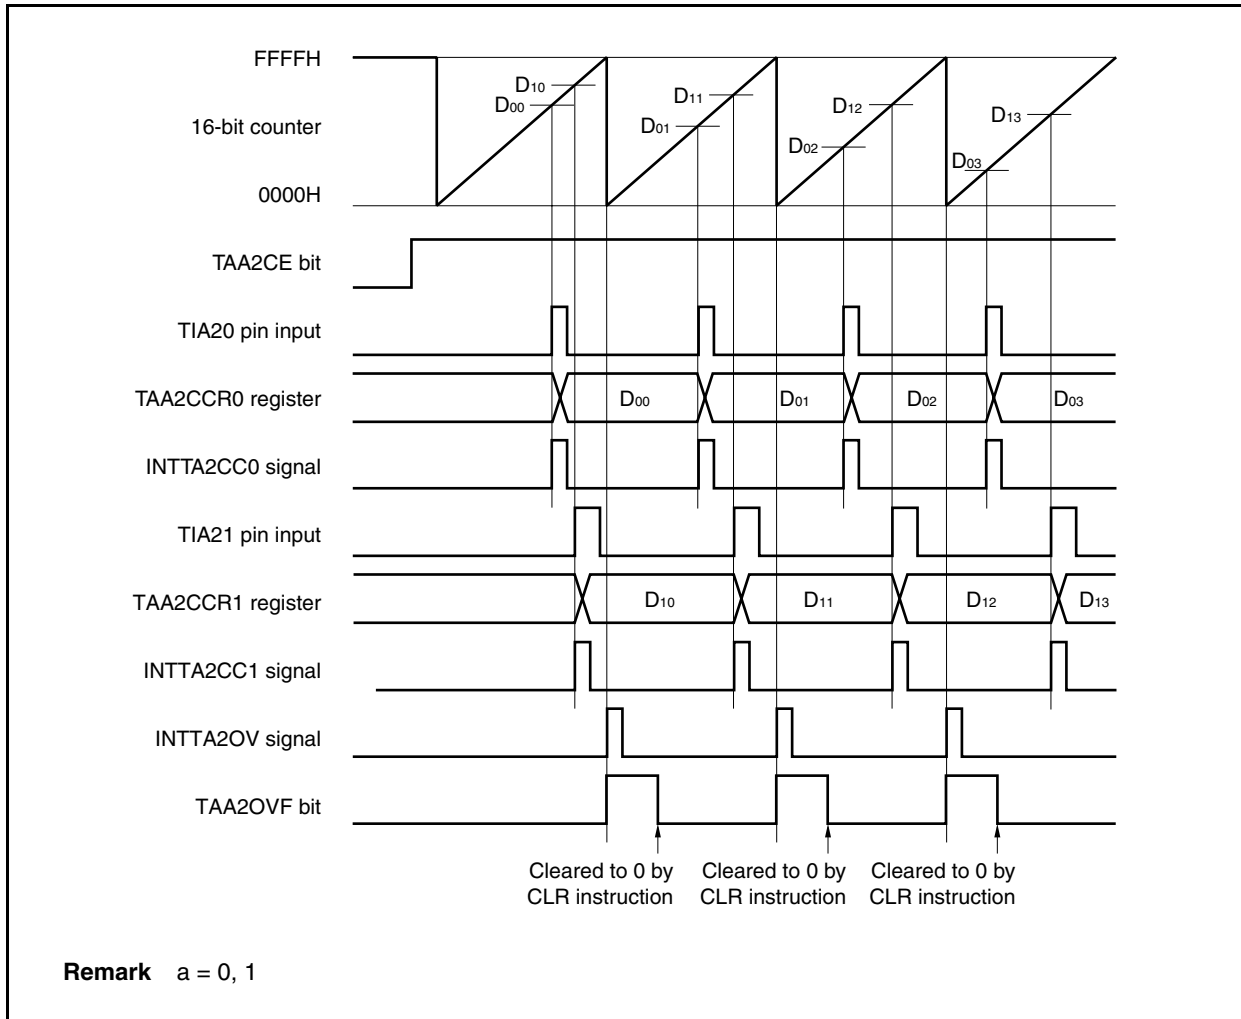 FFFFH
D10
D00
D11
D01
D12
D02
D13
D03
16-bit counter
0000H
TAA2CE bit
TIA20 pin input
TAA2CCR0 register
D00 D01 D02 D03
INTTA2CC0 signal
TIA21 pin input
TAA2CCR1 register
D10 D11 D12 D13
INTTA2CC1 signal
INTTA2OV signal
TAA2OVF bit
Cleared to 0 by
CLR instruction
Cleared to 0 by
CLR instruction
Cleared to 0 by
CLR instruction
Remark a = 0, 1